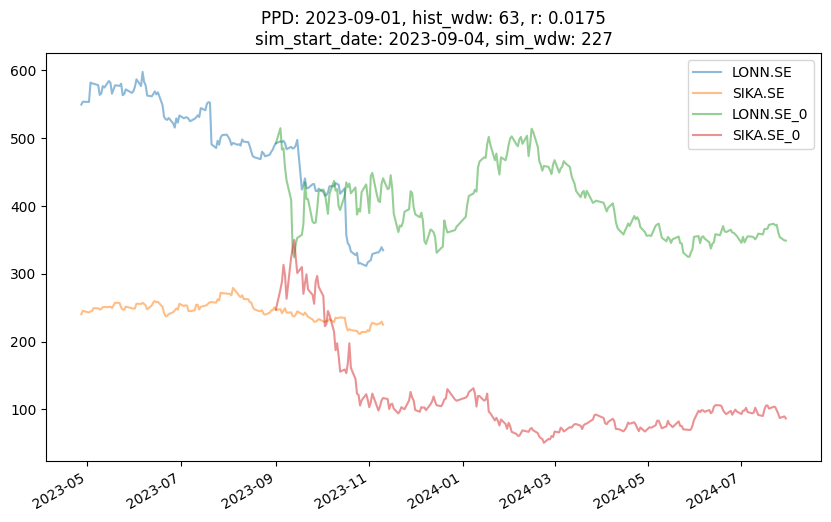 PPD: 2023-09-01, hist_wdw: 63, r: 0.0175
sim_start_date: 2023-09-04, sim_wdw: 227
LONN.SE
SIKA.SE
LONN.SE_0
SIKA.SE_0
600
500
400
300
200
100
2023-05
2023-07
2023-09
2023-11
2024-01
2024-03
2024-05
2024-07